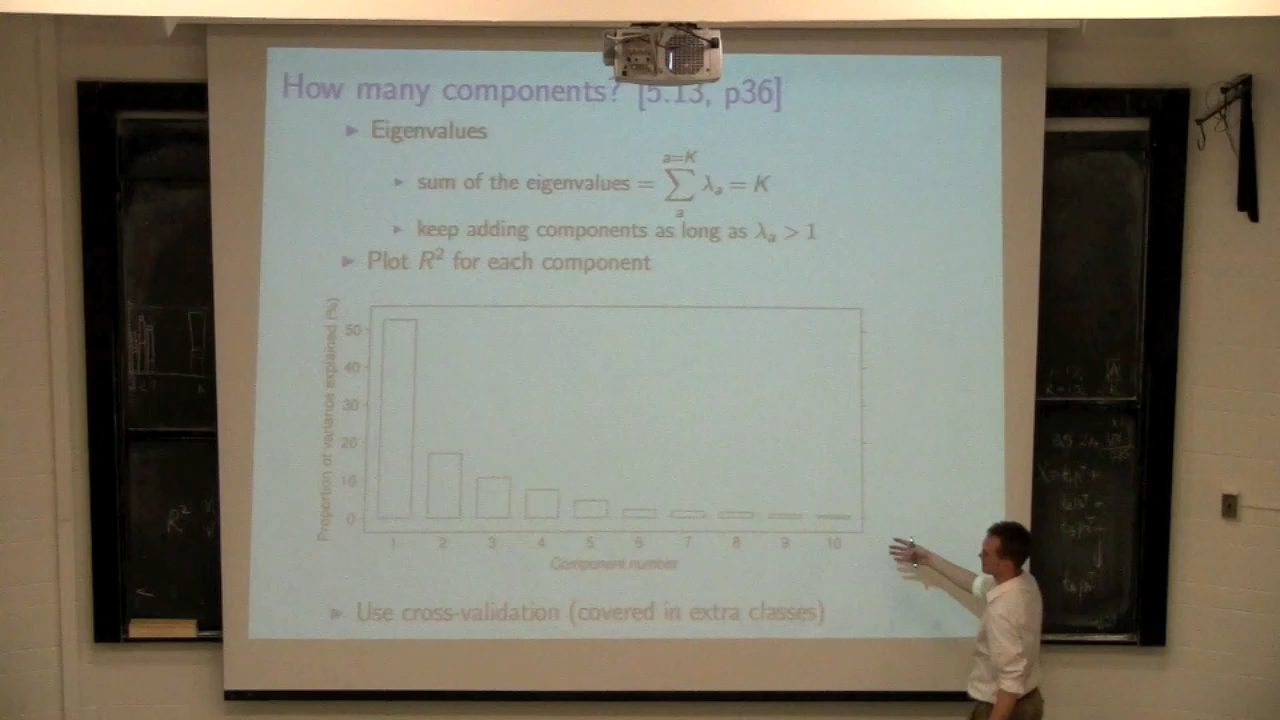 How many components? [5.13, p36]
▶ Eigenvalues
▶ sum of the eigenvalues = ∑ₐᵃ⁼ᴷ λₐ = K
▶ keep adding components as long as λₐ > 1
▶ Plot R² for each component
Proportion of variance explained (%)
50
40
30
20
10
0
1 2 3 4 5 6 7 8 9 10
Component number
▶ Use cross-validation (covered in extra classes)
R²